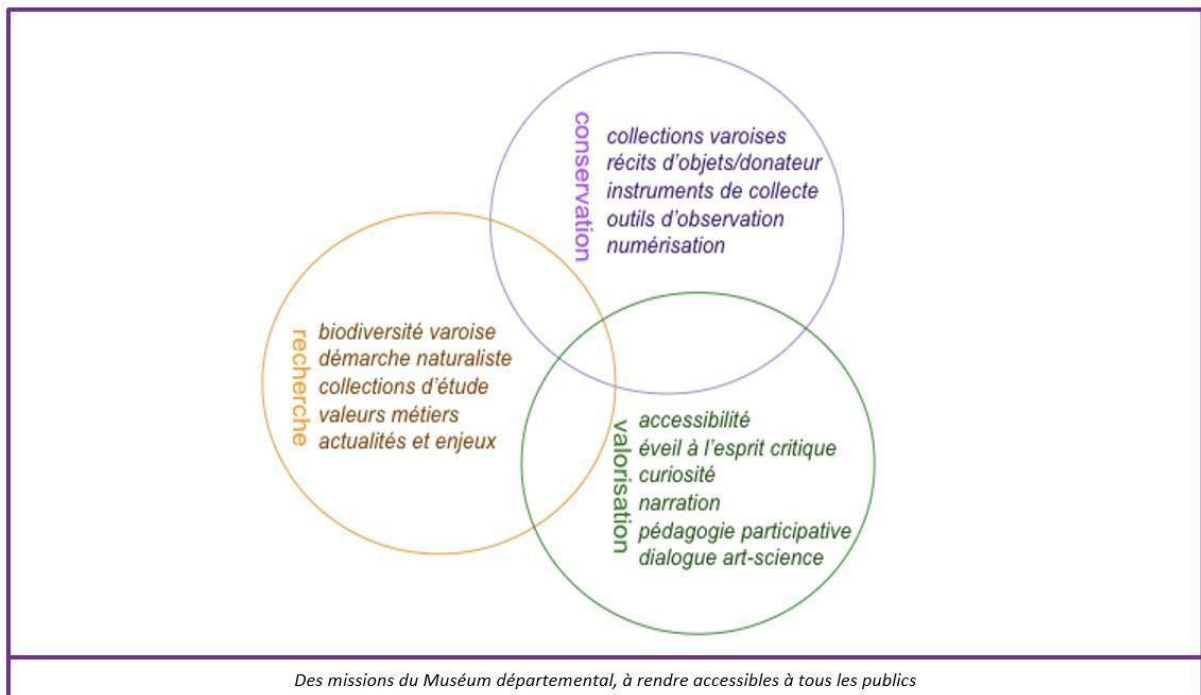 conservation
collections varoises
récits d'objets/donateur
instruments de collecte
outils d'observation
numérisation
recherche
biodiversité varoise
démarche naturaliste
collections d'étude
valeurs métiers
actualités et enjeux
valorisation
accessibilité
éveil à l'esprit critique
curiosité
narration
pédagogie participative
dialogue art-science
Des missions du Muséum départemental, à rendre accessibles à tous les publics